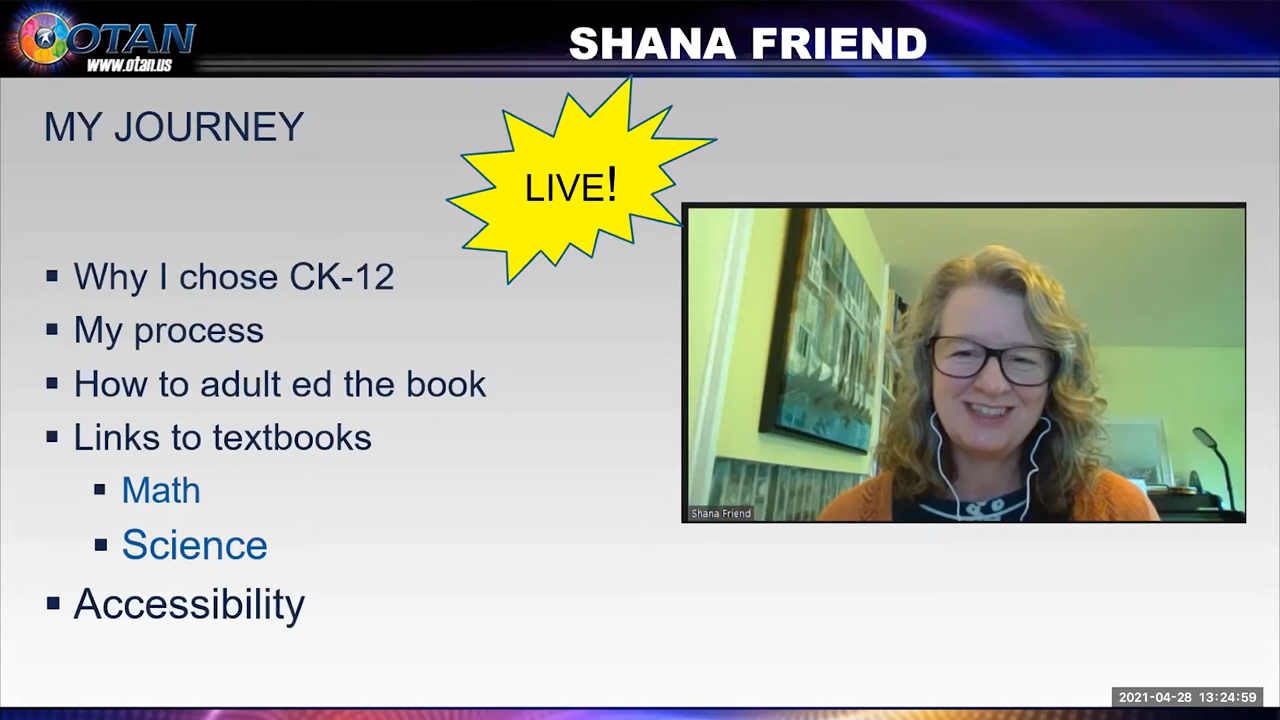 OTAN
www.otan.us
SHANA FRIEND
MY JOURNEY
LIVE!
▪ Why I chose CK-12
▪ My process
▪ How to adult ed the book
▪ Links to textbooks
▪ Math
▪ Science
▪ Accessibility
Shana Friend
2021-04-28 13:24:59